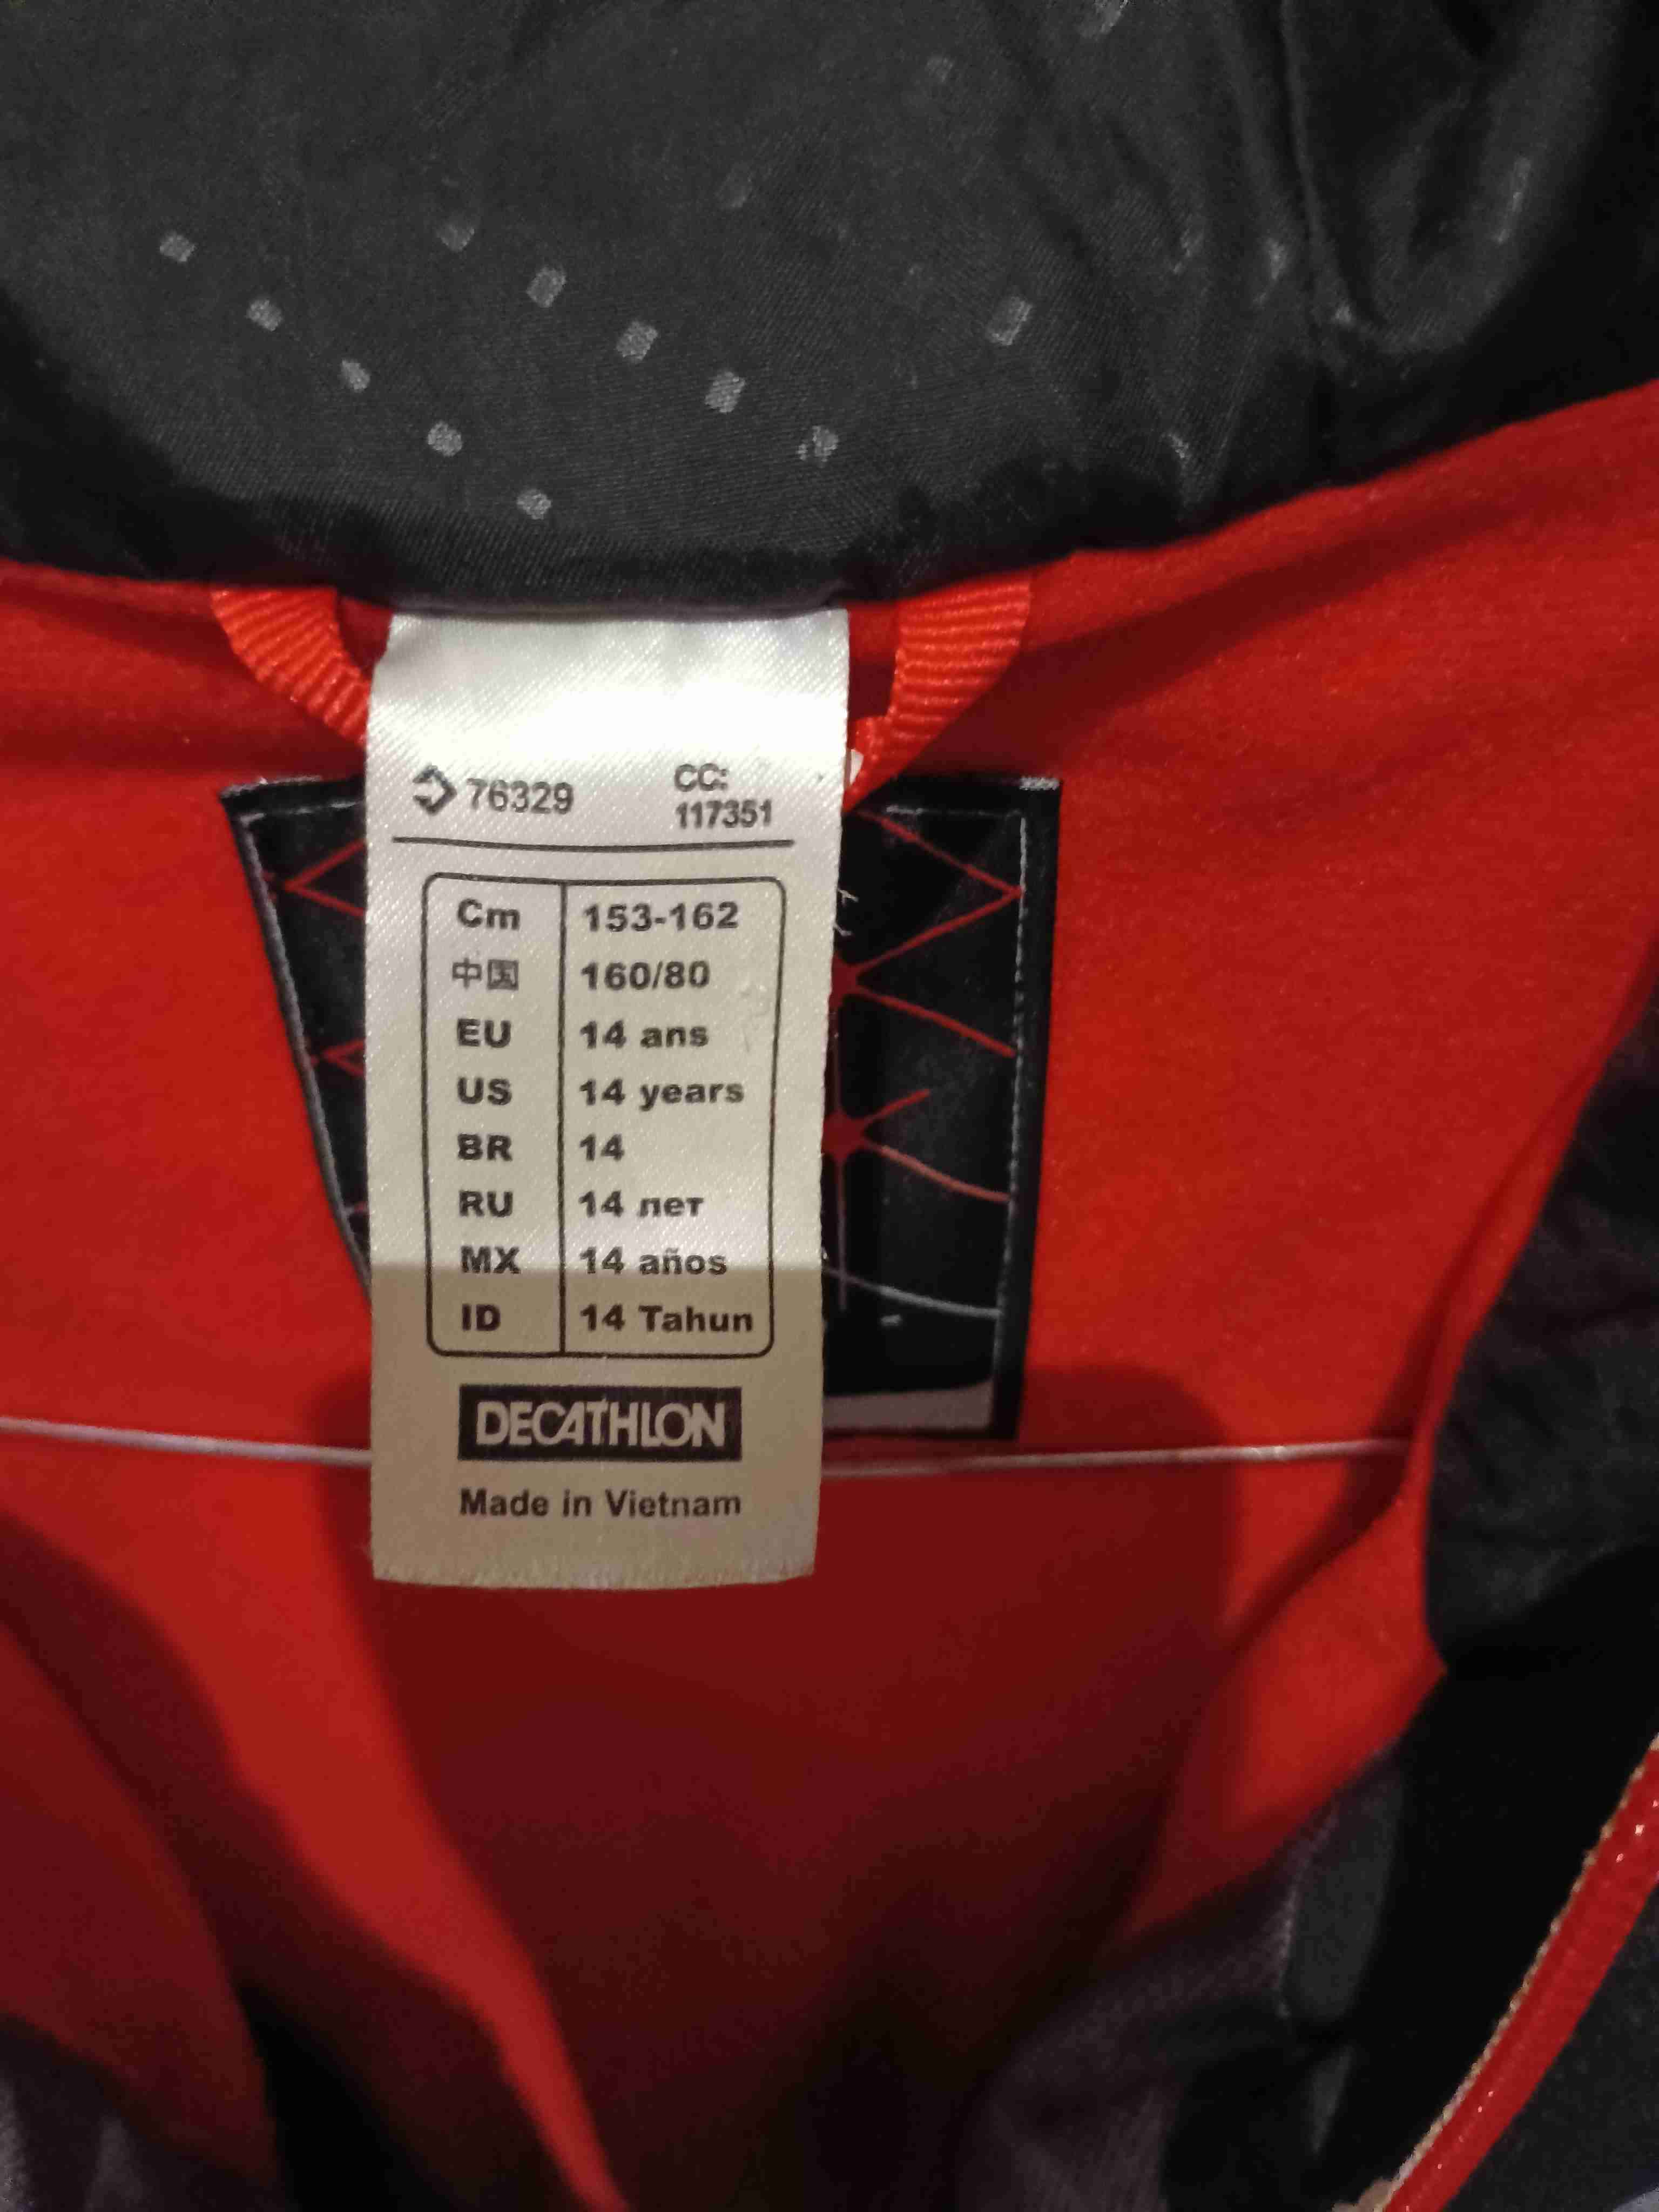 76329
CC:
117351
Cm 153-162
中国 160/80
EU 14 ans
US 14 years
BR 14
RU 14 лет
MX 14 años
ID 14 Tahun
DECATHLON
Made in Vietnam